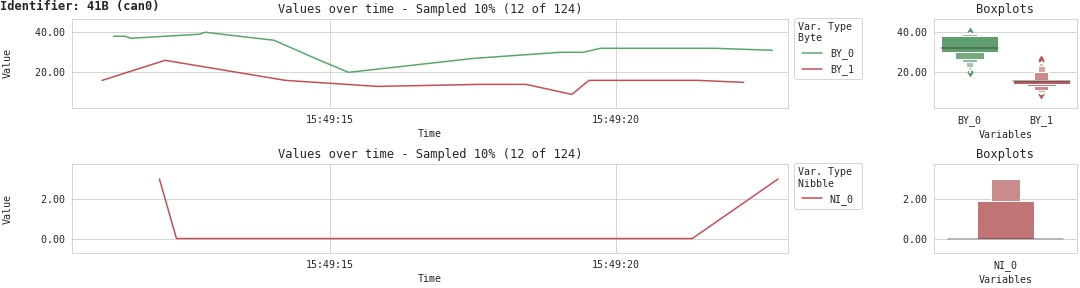 Identifier: 41B (can0)
Values over time - Sampled 10% (12 of 124)
Value
40.00
20.00
15:49:15
15:49:20
Time
Var. Type
Byte
BY_0
BY_1
Boxplots
40.00
20.00
BY_0
BY_1
Variables
Values over time - Sampled 10% (12 of 124)
Value
2.00
0.00
15:49:15
15:49:20
Time
Var. Type
Nibble
NI_0
Boxplots
2.00
0.00
NI_0
Variables